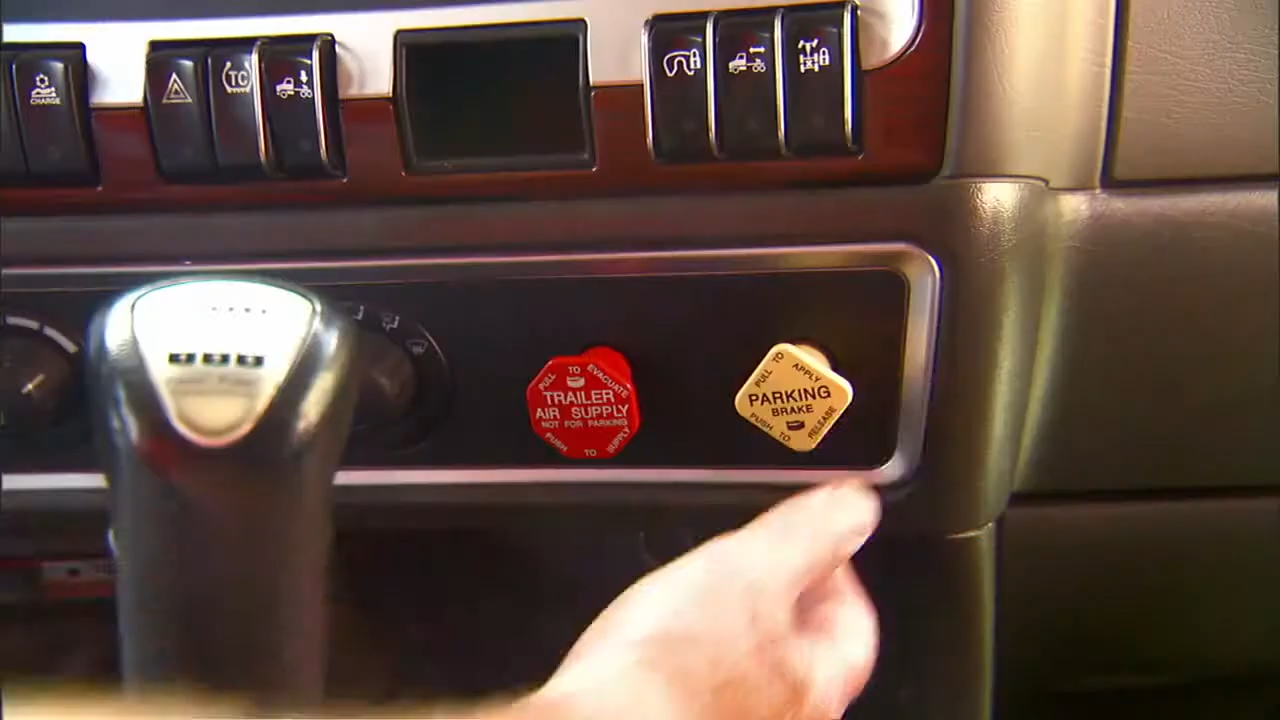 CHARGE
TC
PULL TO EVACUATE
TRAILER
AIR SUPPLY
NOT FOR PARKING
PUSH TO SUPPLY
PULL TO APPLY
PARKING
BRAKE
PUSH TO RELEASE